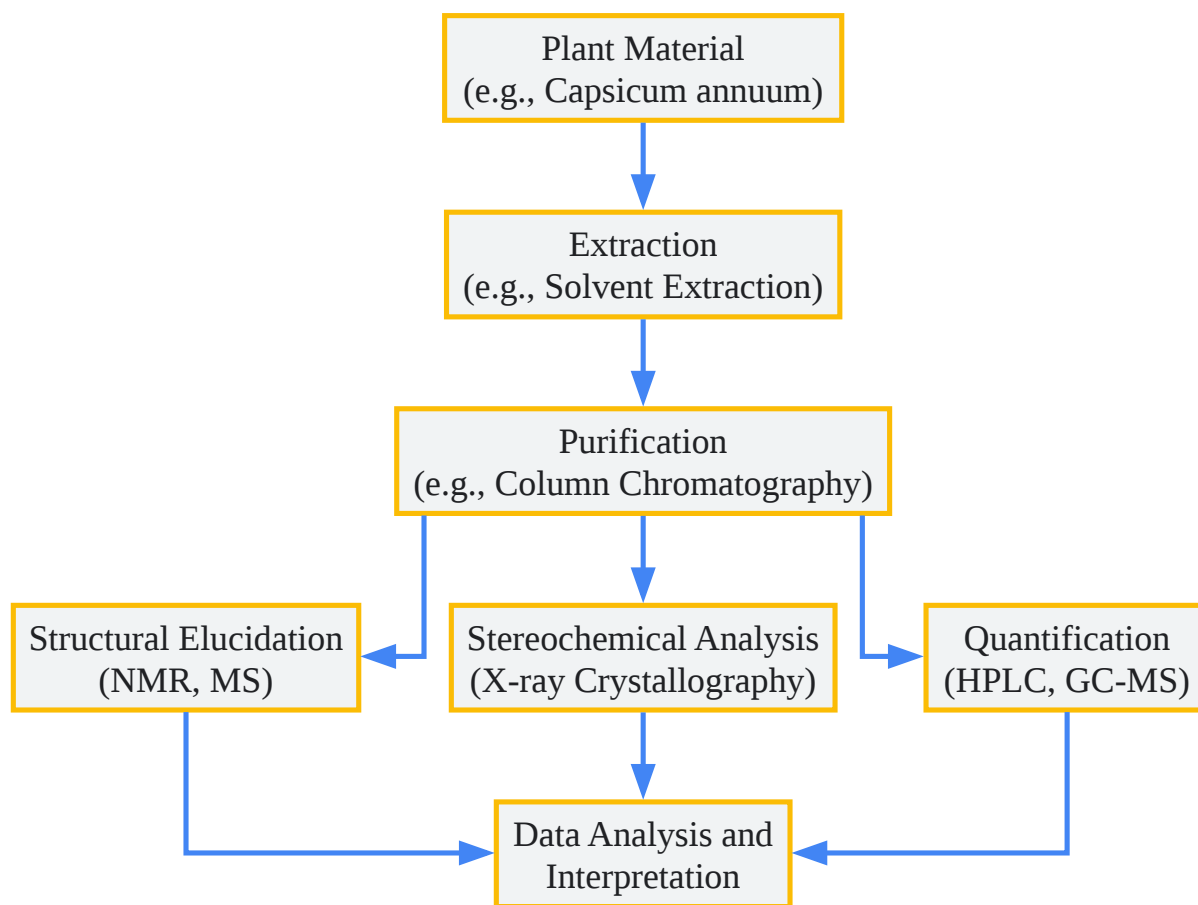 Plant Material
(e.g., Capsicum annuum)
Extraction
(e.g., Solvent Extraction)
Purification
(e.g., Column Chromatography)
Structural Elucidation
(NMR, MS)
Stereochemical Analysis
(X-ray Crystallography)
Quantification
(HPLC, GC-MS)
Data Analysis and
Interpretation